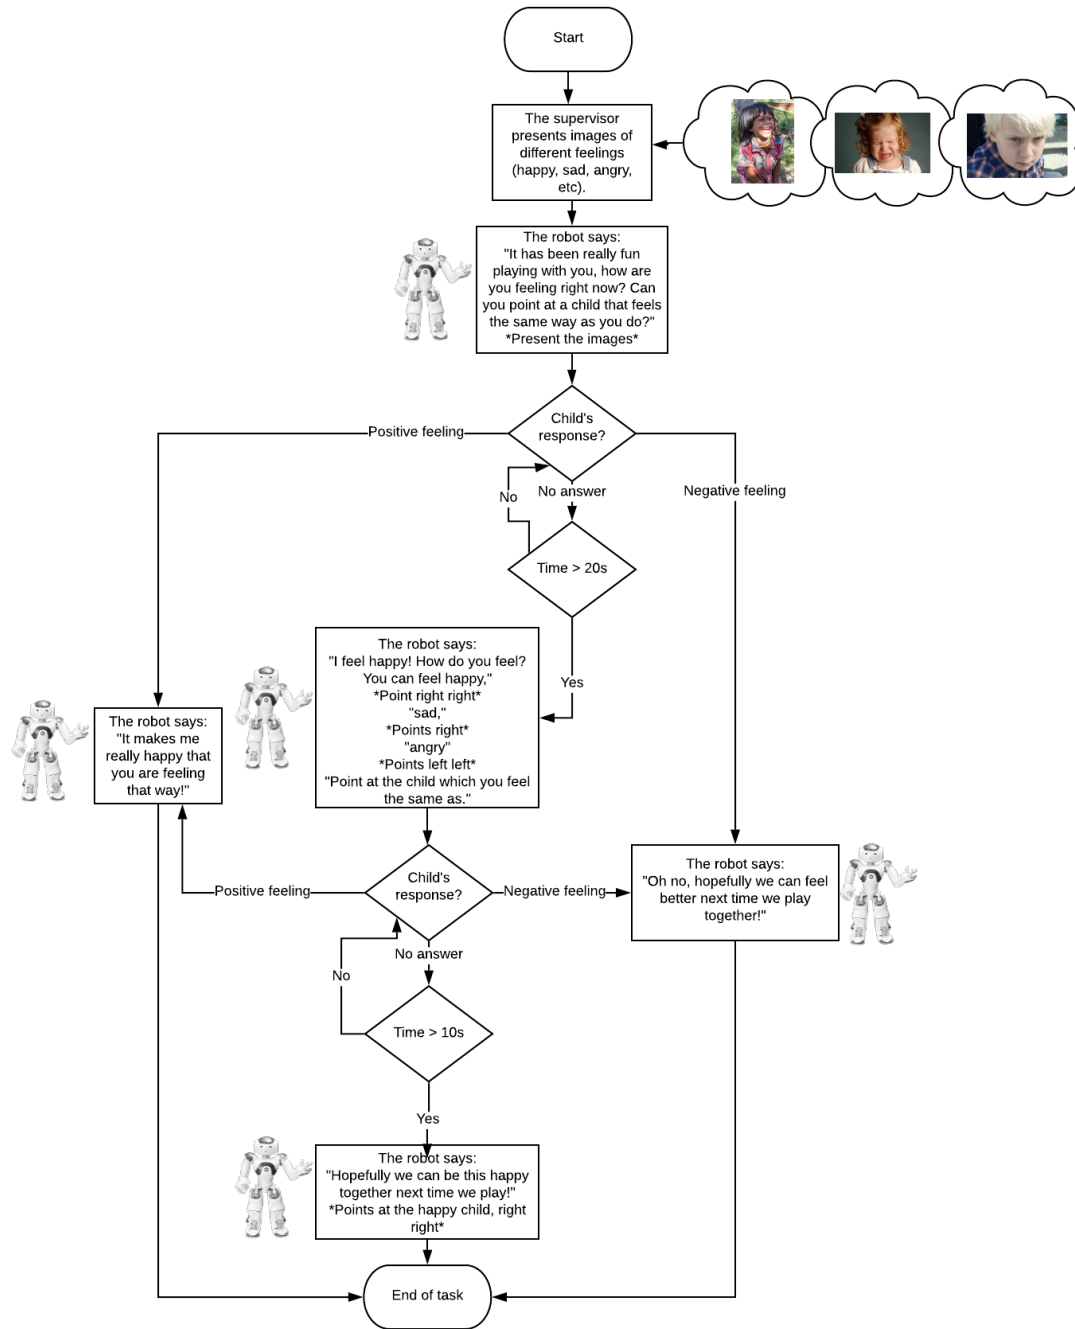 Start
The supervisor
presents images of
different feelings
(happy, sad, angry,
etc).
The robot says:
"It has been really fun
playing with you, how are
you feeling right now? Can
you point at a child that feels
the same way as you do?"
*Present the images*
Child's
response?
Positive feeling
No
No answer
Negative feeling
Time > 20s
Yes
The robot says:
"I feel happy! How do you feel?
You can feel happy,"
*Point right right*
"sad,"
*Points right*
"angry"
*Points left left*
"Point at the child which you feel
the same as."
The robot says:
"It makes me
really happy that
you are feeling
that way!"
Child's
response?
Positive feeling
Negative feeling
The robot says:
"Oh no, hopefully we can feel
better next time we play
together!"
No answer
No
Time > 10s
Yes
The robot says:
"Hopefully we can be this happy
together next time we play!"
*Points at the happy child, right
right*
End of task